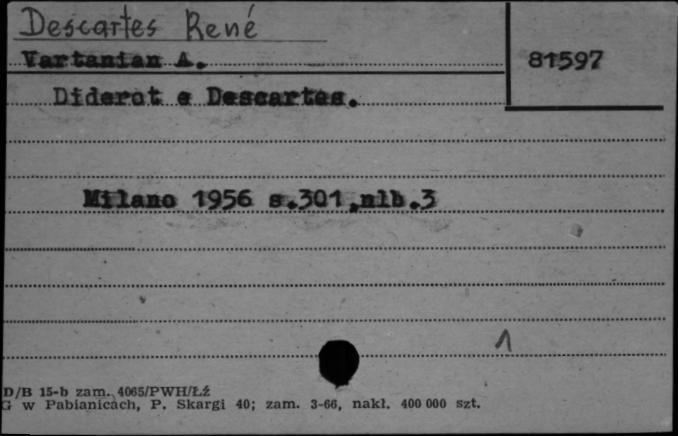 Descartes René
Vartanian A.
81597
Diderot e Descartes.
Milano 1956 s.301,nlb.3
1
D/B 15-b zam. 4065/PWH/Łż
G w Pabianicach, P. Skargi 40; zam. 3-66, nakł. 400 000 szt.